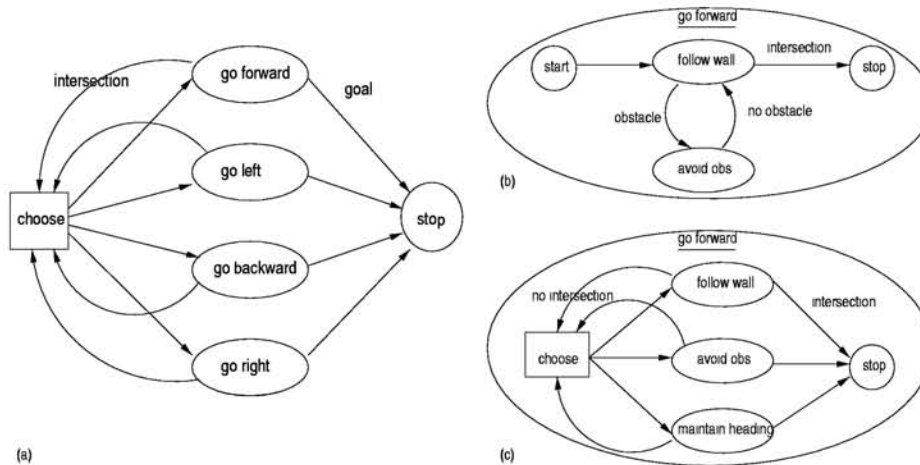 go forward
intersection
goal
go left
choose
stop
go backward
go right
(a)
go forward
start
follow wall
intersection
stop
obstacle
no obstacle
avoid obs
(b)
go forward
follow wall
no intersection
intersection
choose
avoid obs
stop
maintain heading
(c)